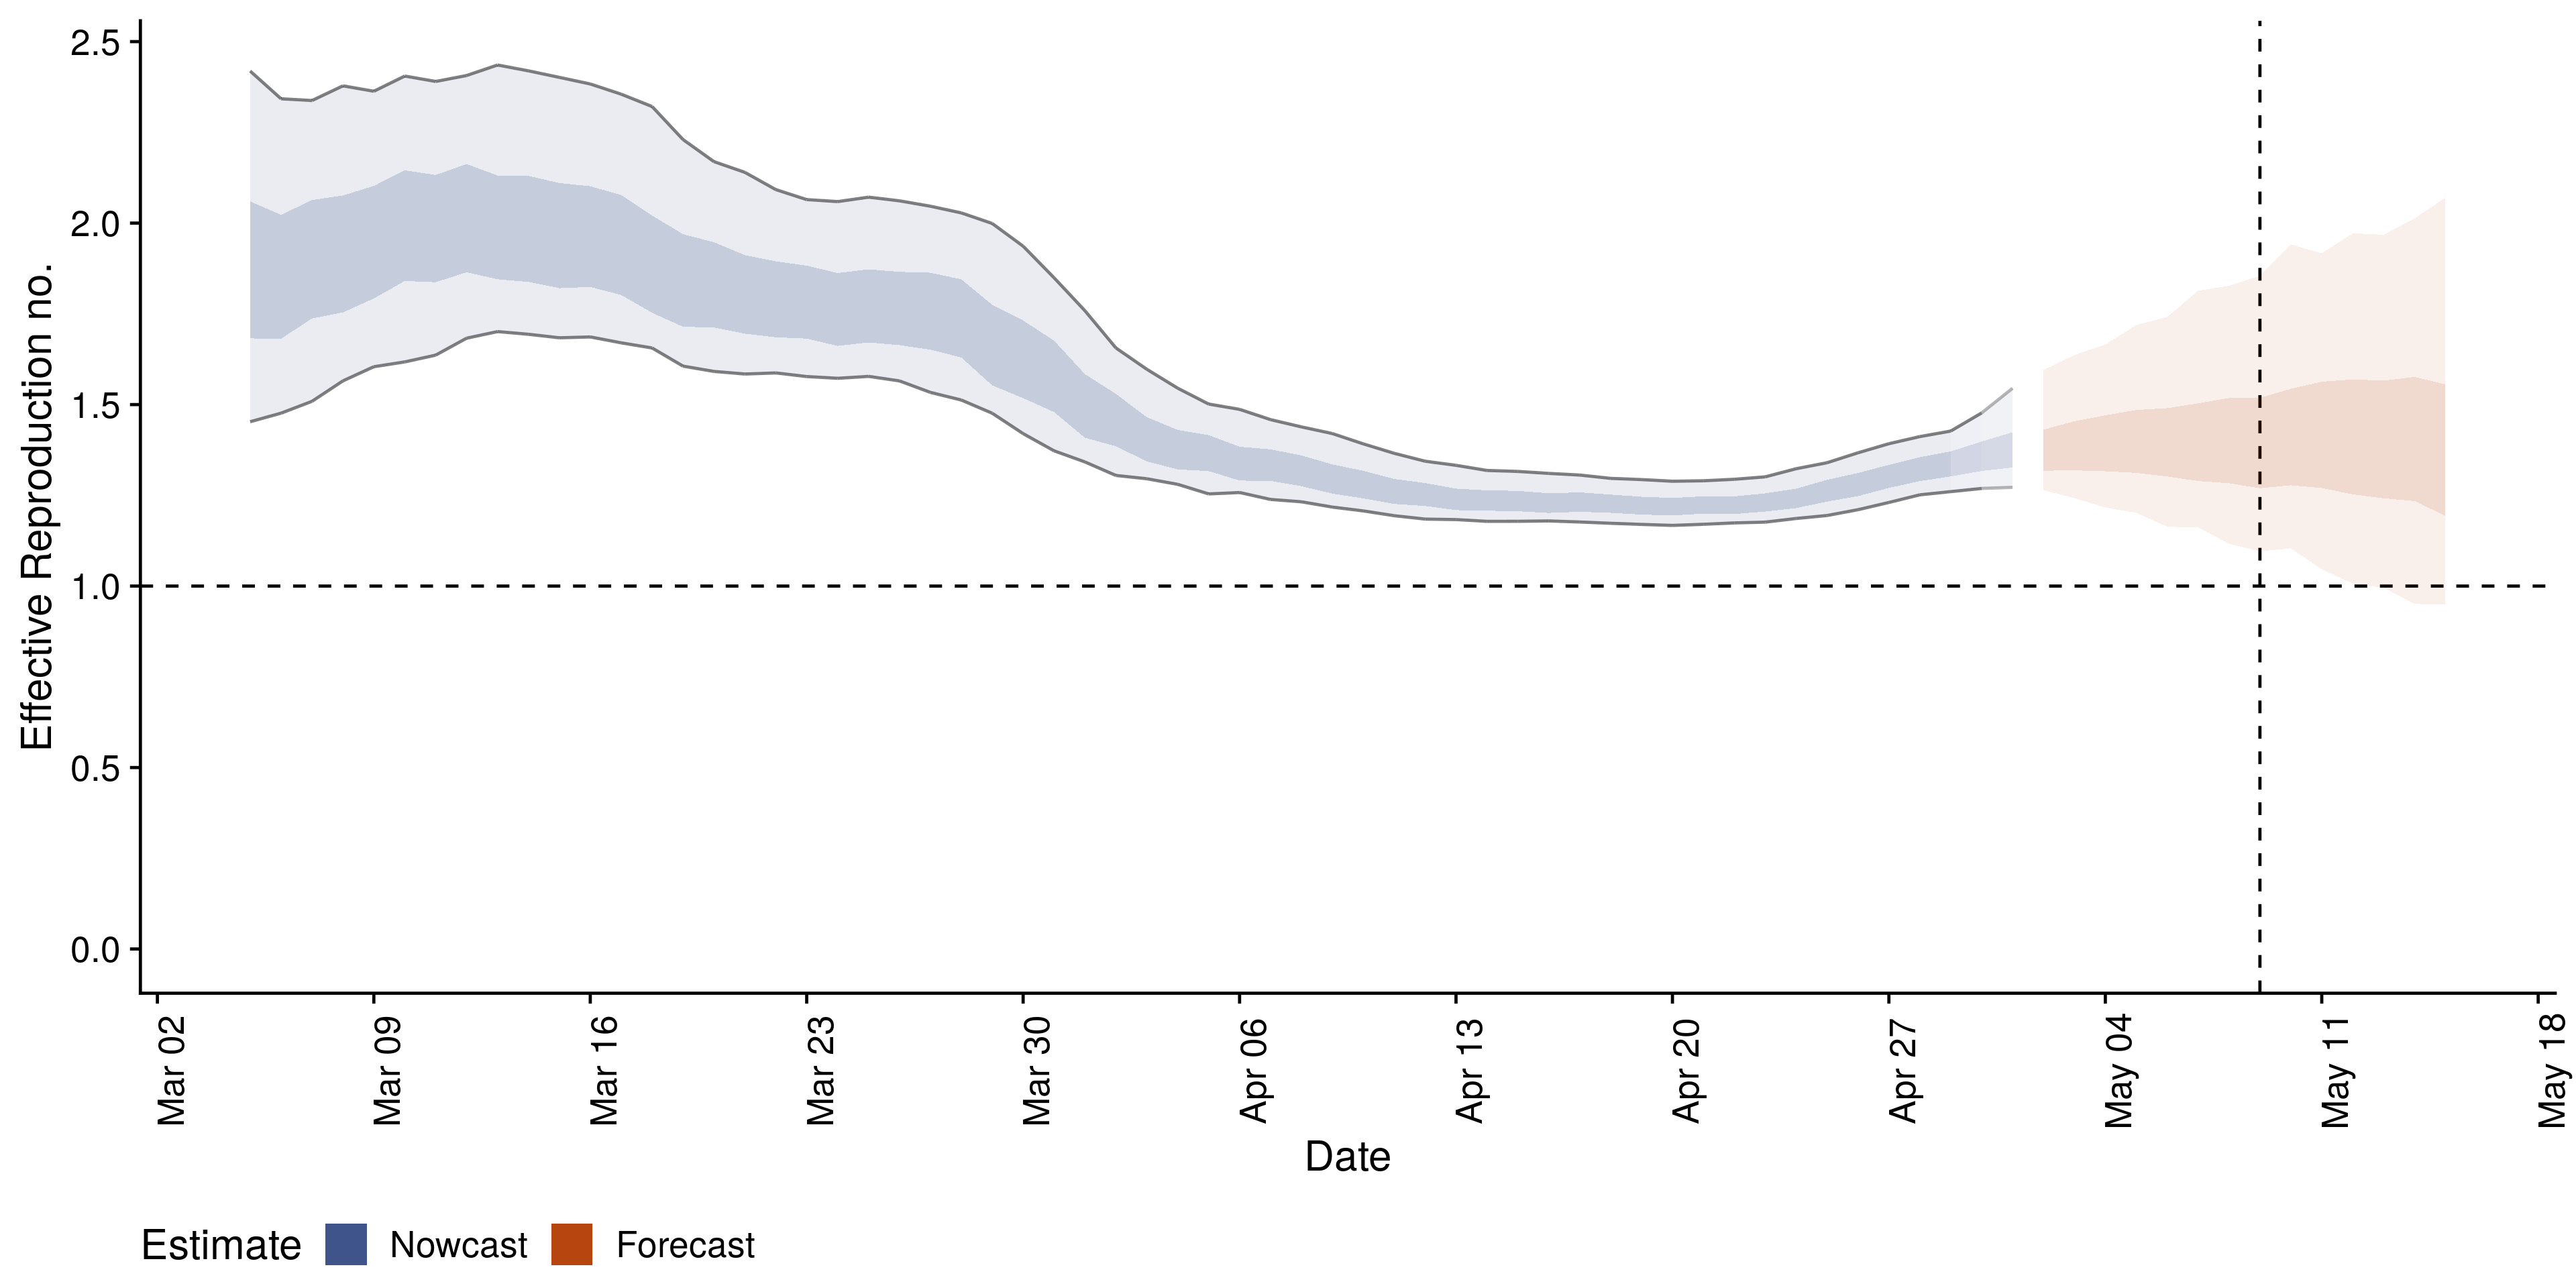 Effective Reproduction no.
2.5
2.0
1.5
1.0
0.5
0.0
Mar 02
Mar 09
Mar 16
Mar 23
Mar 30
Apr 06
Apr 13
Apr 20
Apr 27
May 04
May 11
May 18
Date
Estimate Nowcast Forecast